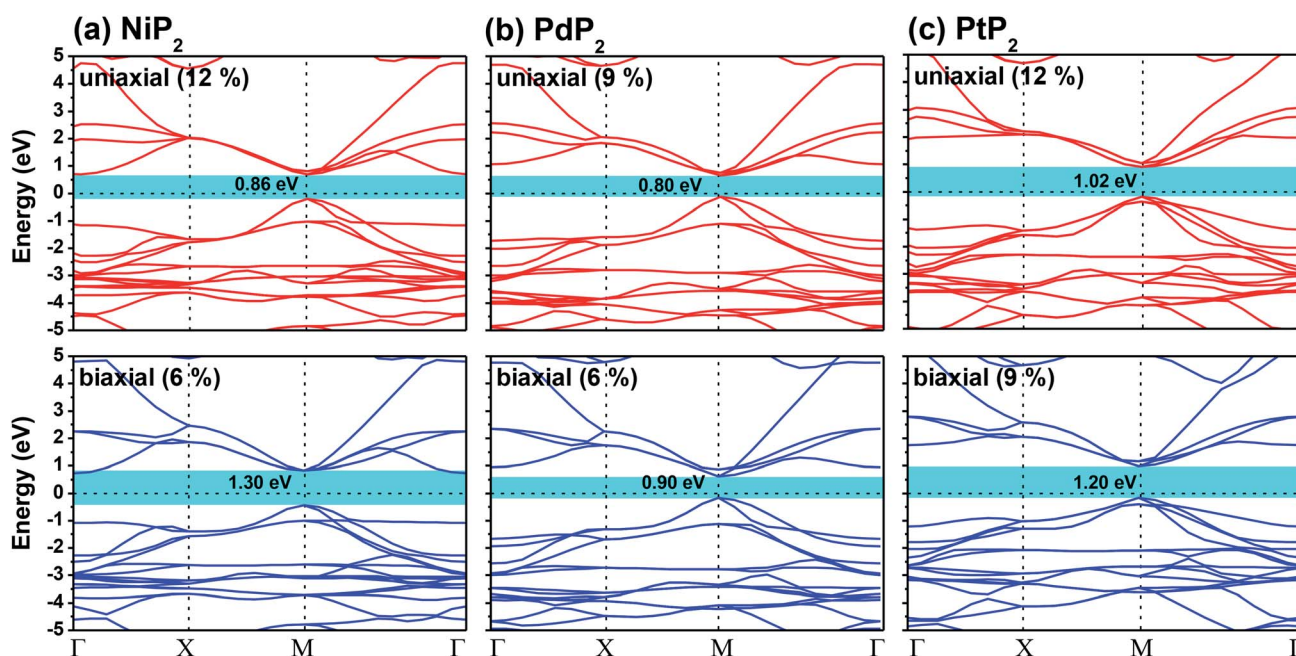 (a) NiP₂ (b) PdP₂ (c) PtP₂
uniaxial (12 %) uniaxial (9 %) uniaxial (12 %)
Energy (eV)
5
4
3
2
1
0
-1
-2
-3
-4
-5
0.86 eV 0.80 eV 1.02 eV
biaxial (6 %) biaxial (6 %) biaxial (9 %)
Energy (eV)
5
4
3
2
1
0
-1
-2
-3
-4
-5
1.30 eV 0.90 eV 1.20 eV
Γ X M Γ X M Γ X M Γ